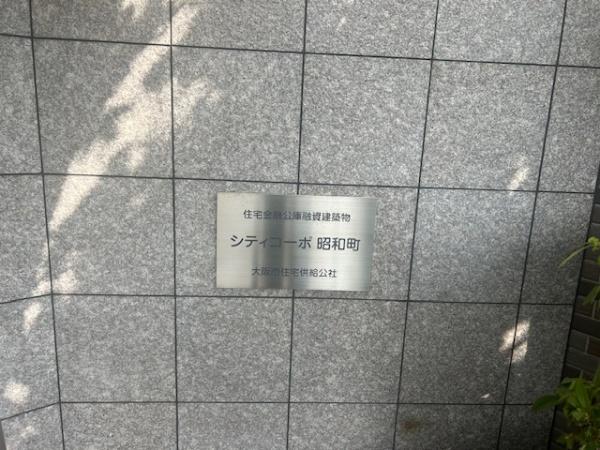 住宅金融公庫融資建築物
シティコーポ 昭和町
大阪市住宅供給公社